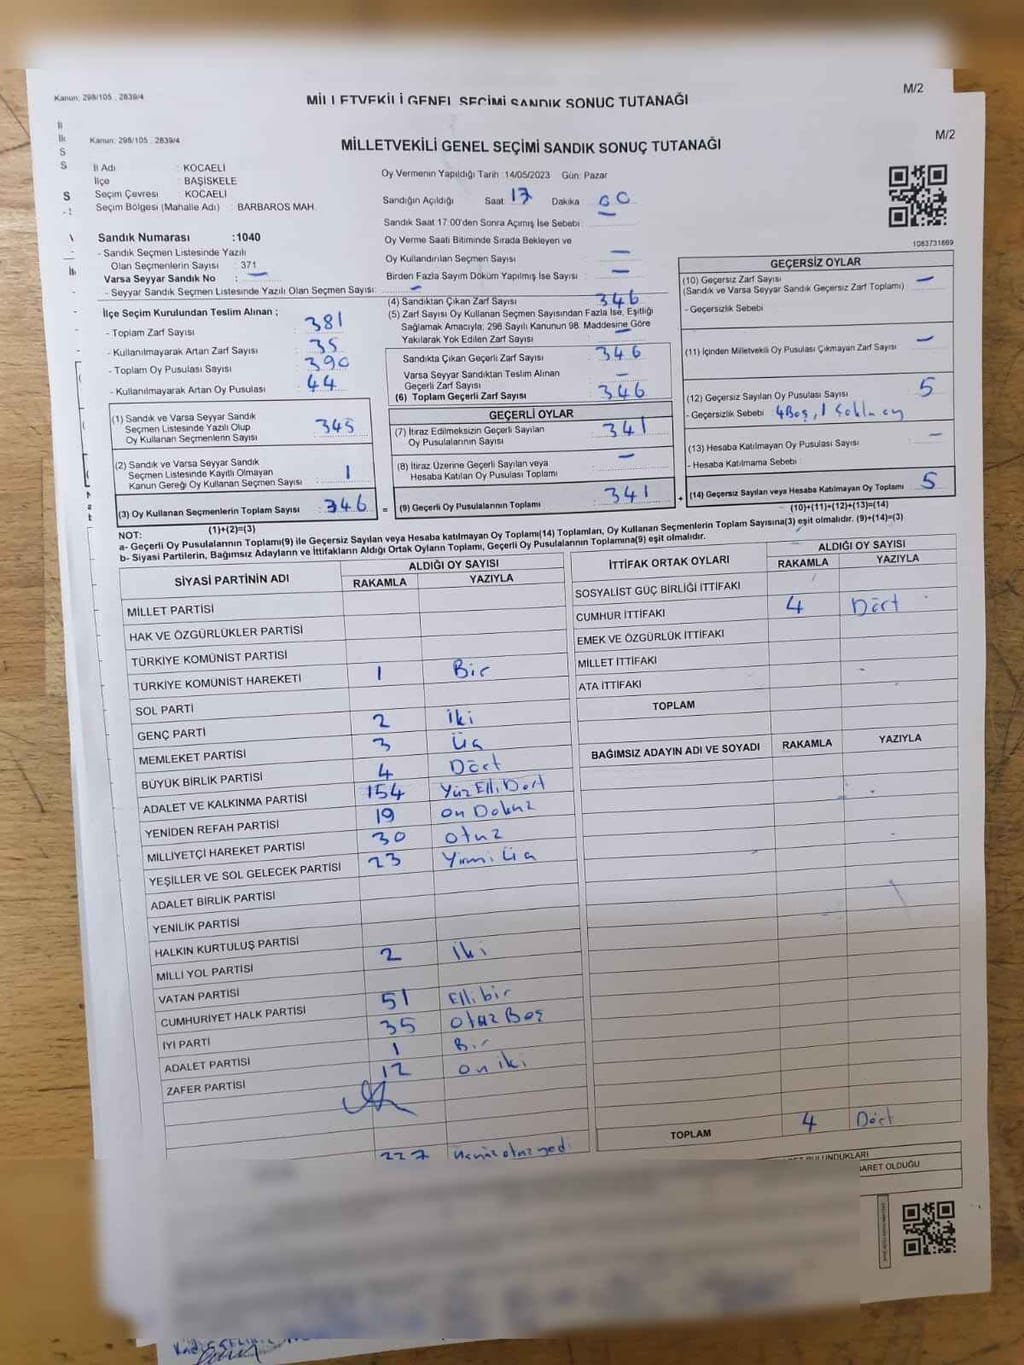 Kanun: 298/105 , 2839/4
MİLLETVEKİLİ GENEL SEÇİMİ SANDIK SONUÇ TUTANAĞI
M/2
Kanun: 298/105 : 2839/4
MİLLETVEKİLİ GENEL SEÇİMİ SANDIK SONUÇ TUTANAĞI
M/2
İl Adı : KOCAELİ
İlçe : BAŞİSKELE
Seçim Çevresi : KOCAELİ
Seçim Bölgesi (Mahalle Adı) : BARBAROS MAH.
Oy Vermenin Yapıldığı Tarih :14/05/2023 Gün: Pazar
Sandığın Açıldığı Saat 17 Dakika 00
Sandık Saat 17:00'den Sonra Açılmış İse Sebebi : —
1083731869
Sandık Numarası :1040
- Sandık Seçmen Listesinde Yazılı
Olan Seçmenlerin Sayısı : 371
Varsa Seyyar Sandık No : —
- Seyyar Sandık Seçmen Listesinde Yazılı Olan Seçmen Sayısı: —
Oy Verme Saati Bitiminde Sırada Bekleyen ve
Oy Kullandırılan Seçmen Sayısı : —
Birden Fazla Sayım Döküm Yapılmış İse Sayısı : —
İlçe Seçim Kurulundan Teslim Alınan ;
- Toplam Zarf Sayısı : 381
- Kullanılmayarak Artan Zarf Sayısı : 35
- Toplam Oy Pusulası Sayısı : 390
- Kullanılmayarak Artan Oy Pusulası : 44
(1) Sandık ve Varsa Seyyar Sandık
Seçmen Listesinde Yazılı Olup
Oy Kullanan Seçmenlerin Sayısı : 345
(2) Sandık ve Varsa Seyyar Sandık
Seçmen Listesinde Kayıtlı Olmayan
Kanun Gereği Oy Kullanan Seçmen Sayısı : 1
(3) Oy Kullanan Seçmenlerin Toplam Sayısı : 346
(1)+(2)=(3)
(4) Sandıktan Çıkan Zarf Sayısı : 346
(5) Zarf Sayısı Oy Kullanan Seçmen Sayısından Fazla İse, Eşitliği
Sağlamak Amacıyla; 298 Sayılı Kanunun 98. Maddesine Göre
Yakılarak Yok Edilen Zarf Sayısı : —
Sandıkta Çıkan Geçerli Zarf Sayısı : 346
Varsa Seyyar Sandıktan Teslim Alınan
Geçerli Zarf Sayısı : —
(6) Toplam Geçerli Zarf Sayısı : 346
GEÇERLİ OYLAR
(7) İtiraz Edilmeksizin Geçerli Sayılan
Oy Pusulalarının Sayısı : 341
(8) İtiraz Üzerine Geçerli Sayılan veya
Hesaba Katılan Oy Pusulası Toplamı : —
= (9) Geçerli Oy Pusulalarının Toplamı : 341
GEÇERSİZ OYLAR
(10) Geçersiz Zarf Sayısı
(Sandık ve Varsa Seyyar Sandık Geçersiz Zarf Toplamı) : —
- Geçersizlik Sebebi :
(11) İçinden Milletvekili Oy Pusulası Çıkmayan Zarf Sayısı : —
(12) Geçersiz Sayılan Oy Pusulası Sayısı : 5
- Geçersizlik Sebebi : 4 Boş, 1
(13) Hesaba Katılmayan Oy Pusulası Sayısı : —
- Hesaba Katılmama Sebebi :
+ (14) Geçersiz Sayılan veya Hesaba Katılmayan Oy Toplamı : 5
(10)+(11)+(12)+(13)=(14)
NOT:
a- Geçerli Oy Pusulasının Toplamı(9) ile Geçersiz Sayılan veya Hesaba katılmayan Oy Toplamı(14) Toplamları, Oy Kullanan Seçmenlerin Toplam Sayısına(3) eşit olmalıdır. (9)+(14)=(3)
b- Siyasi Partilerin, Bağımsız Adayların ve İttifakların Aldığı Ortak Oyların Toplamı, Geçerli Oy Pusulalarının Toplamına(9) eşit olmalıdır.
SİYASİ PARTİNİN ADI ALDIĞI OY SAYISI
RAKAMLA YAZIYLA
MİLLET PARTİSİ
HAK VE ÖZGÜRLÜKLER PARTİSİ
TÜRKİYE KOMÜNİST PARTİSİ
TÜRKİYE KOMÜNİST HAREKETİ 1 Bir
SOL PARTİ
GENÇ PARTİ 2 İki
MEMLEKET PARTİSİ 3 Üç
BÜYÜK BİRLİK PARTİSİ 4 Dört
ADALET VE KALKINMA PARTİSİ 154 Yüz Elli Dört
YENİDEN REFAH PARTİSİ 19 on Dokuz
MİLLİYETÇİ HAREKET PARTİSİ 30 otuz
YEŞİLLER VE SOL GELECEK PARTİSİ 23 Yirmi Üç
ADALET BİRLİK PARTİSİ
YENİLİK PARTİSİ
HALKIN KURTULUŞ PARTİSİ
MİLLİ YOL PARTİSİ 2 İki
VATAN PARTİSİ
CUMHURİYET HALK PARTİSİ 51 Elli bir
İYİ PARTİ 35 otuz Beş
ADALET PARTİSİ 1 Bir
ZAFER PARTİSİ 12 on iki
İTTİFAK ORTAK OYLARI ALDIĞI OY SAYISI
RAKAMLA YAZIYLA
SOSYALİST GÜÇ BİRLİĞİ İTTİFAKI
CUMHUR İTTİFAKI 4 Dört
EMEK VE ÖZGÜRLÜK İTTİFAKI
MİLLET İTTİFAKI
ATA İTTİFAKI
TOPLAM
BAĞIMSIZ ADAYIN ADI VE SOYADI RAKAMLA YAZIYLA
TOPLAM 4 Dört
BULUNDUKLARI
BARET OLDUĞU